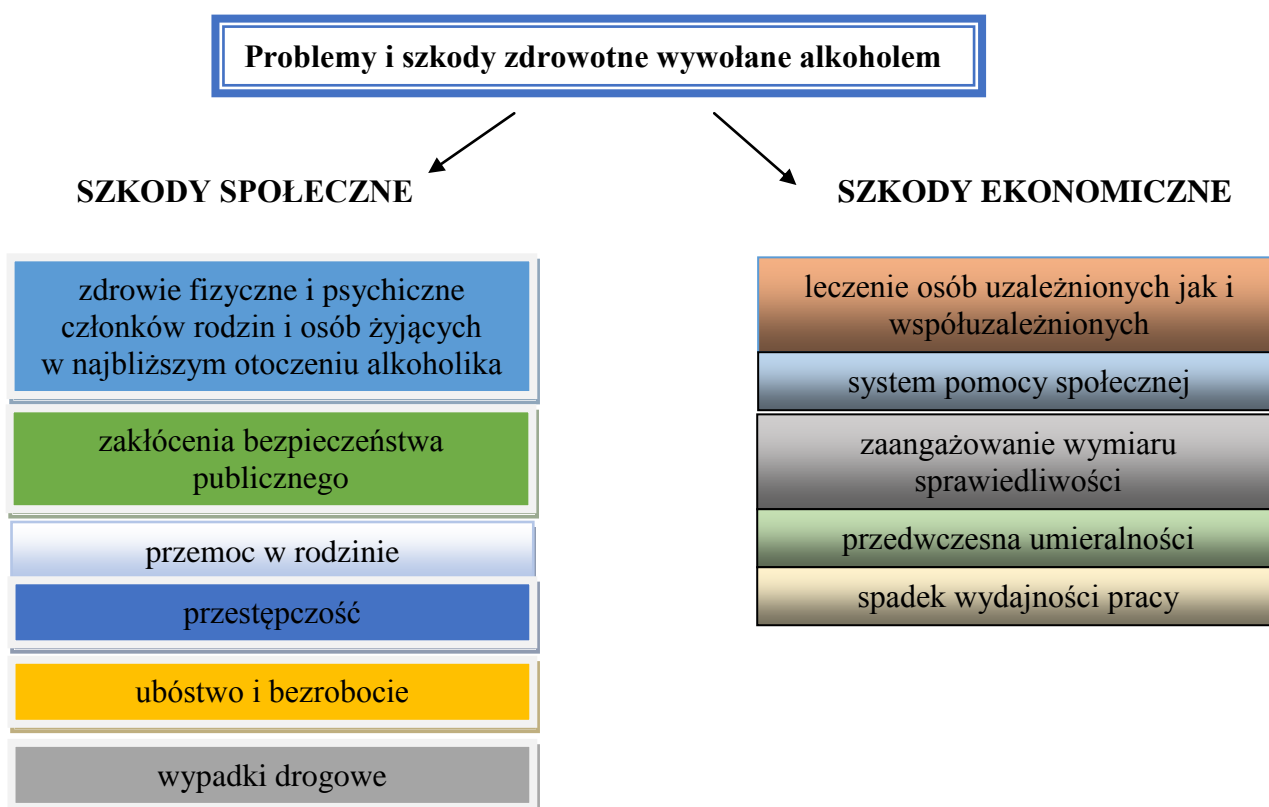 Problemy i szkody zdrowotne wywołane alkoholem
SZKODY SPOŁECZNE
zdrowie fizyczne i psychiczne
członków rodzin i osób żyjących
w najbliższym otoczeniu alkoholika
zakłócenia bezpieczeństwa
publicznego
przemoc w rodzinie
przestępczość
ubóstwo i bezrobocie
wypadki drogowe
SZKODY EKONOMICZNE
leczenie osób uzależnionych jak i
współuzależnionych
system pomocy społecznej
zaangażowanie wymiaru
sprawiedliwości
przedwczesna umieralności
spadek wydajności pracy